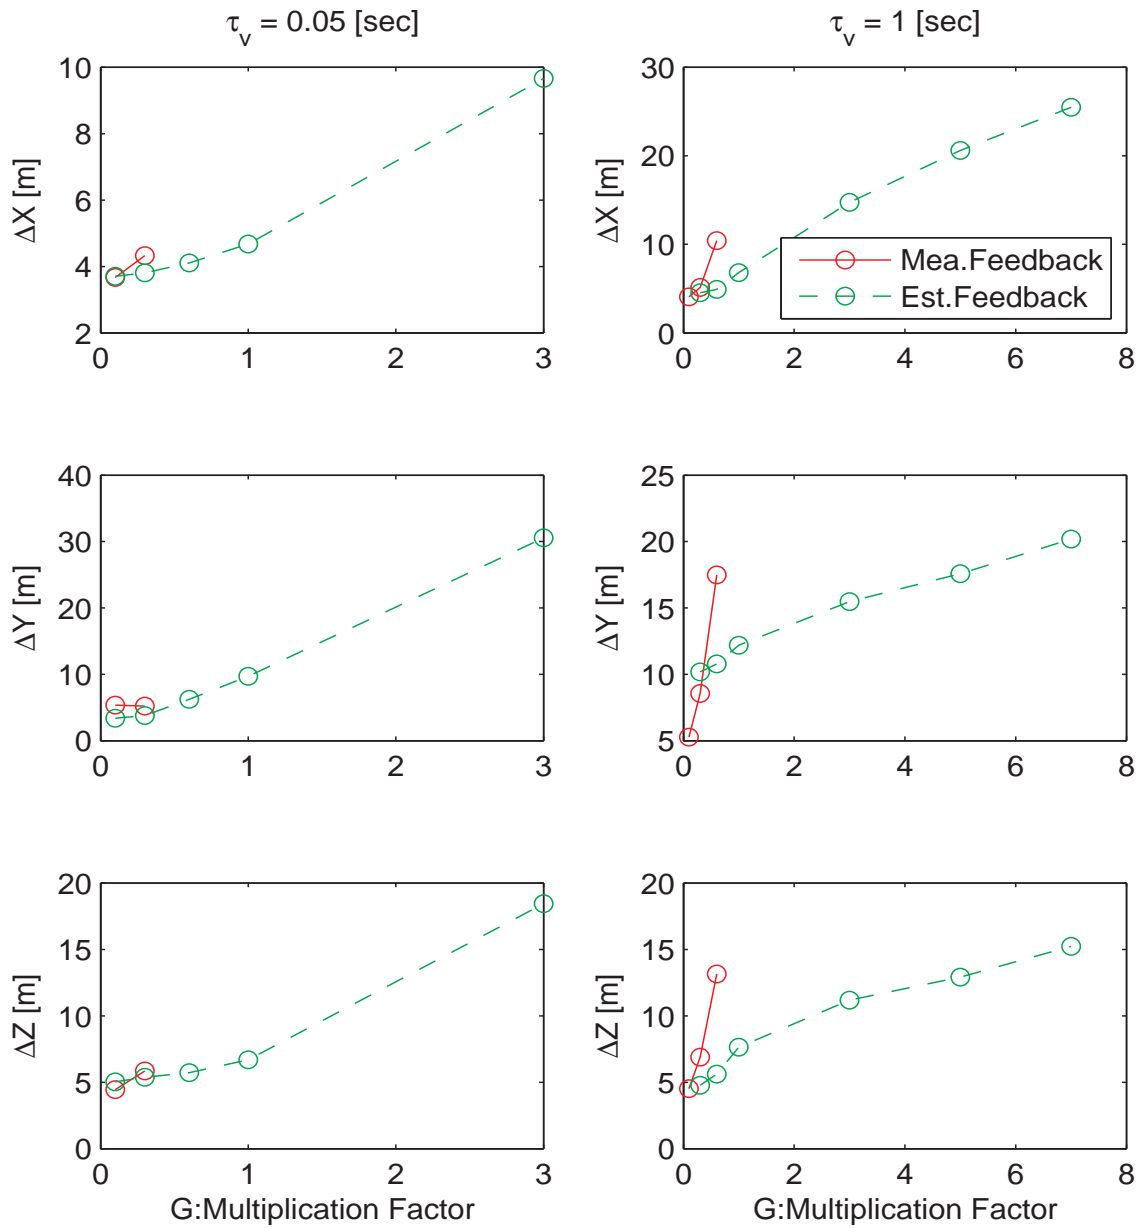 τv = 0.05 [sec]
τv = 1 [sec]
10
8
6
4
2
ΔX [m]
0 1 2 3
30
20
10
0
ΔX [m]
0 2 4 6 8
Mea.Feedback
Est.Feedback
40
30
20
10
0
ΔY [m]
0 1 2 3
25
20
15
10
5
ΔY [m]
0 2 4 6 8
20
15
10
5
0
ΔZ [m]
0 1 2 3
G:Multiplication Factor
20
15
10
5
0
ΔZ [m]
0 2 4 6 8
G:Multiplication Factor